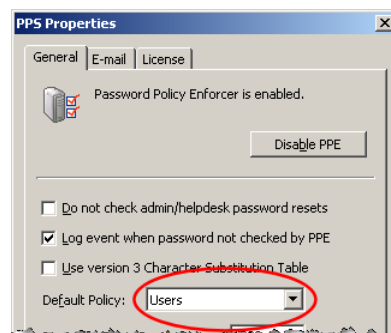 PPS Properties
General E-mail License
Password Policy Enforcer is enabled.
Disable PPE
Do not check admin/helpdesk password resets
Log event when password not checked by PPE
Use version 3 Character Substitution Table
Default Policy: Users